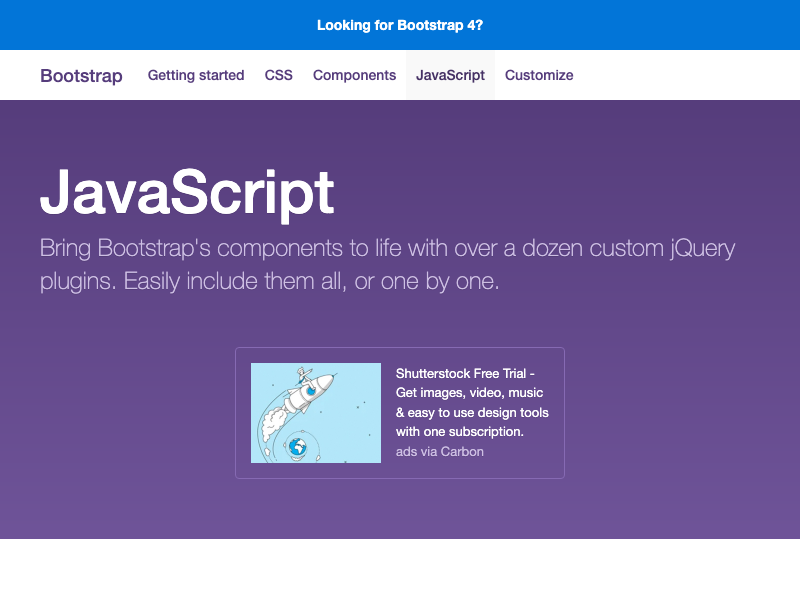 Looking for Bootstrap 4?
Bootstrap Getting started CSS Components JavaScript Customize
JavaScript
Bring Bootstrap's components to life with over a dozen custom jQuery
plugins. Easily include them all, or one by one.
Shutterstock Free Trial -
Get images, video, music
& easy to use design tools
with one subscription.
ads via Carbon